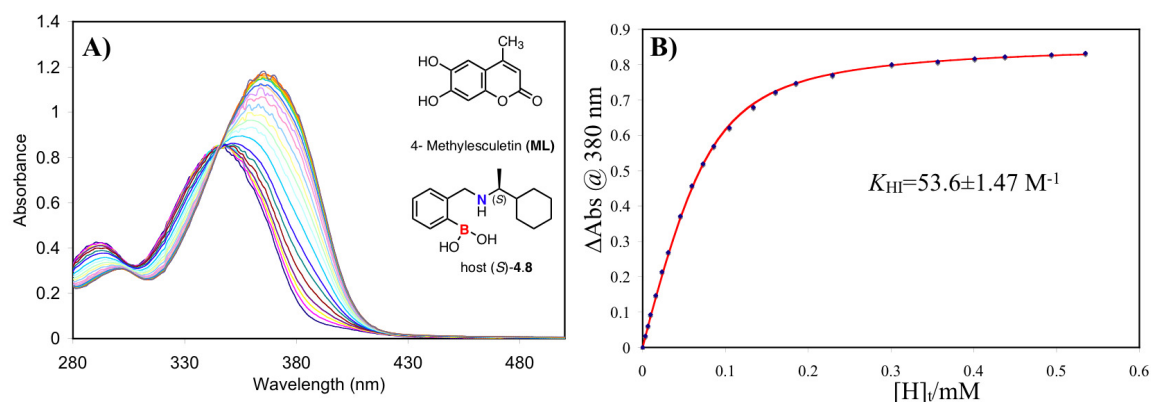 A)
1.4
1.2
1
0.8
0.6
0.4
0.2
0
280
330
380
430
480
Absorbance
Wavelength (nm)
CH3
HO
HO
O
O
4- Methylesculetin (ML)
N
H
(S)
B
HO
OH
host (S)-4.8
B)
0.9
0.8
0.7
0.6
0.5
0.4
0.3
0.2
0.1
0
0
0.1
0.2
0.3
0.4
0.5
0.6
ΔAbs @ 380 nm
[H]t/mM
KHI=53.6±1.47 M-1